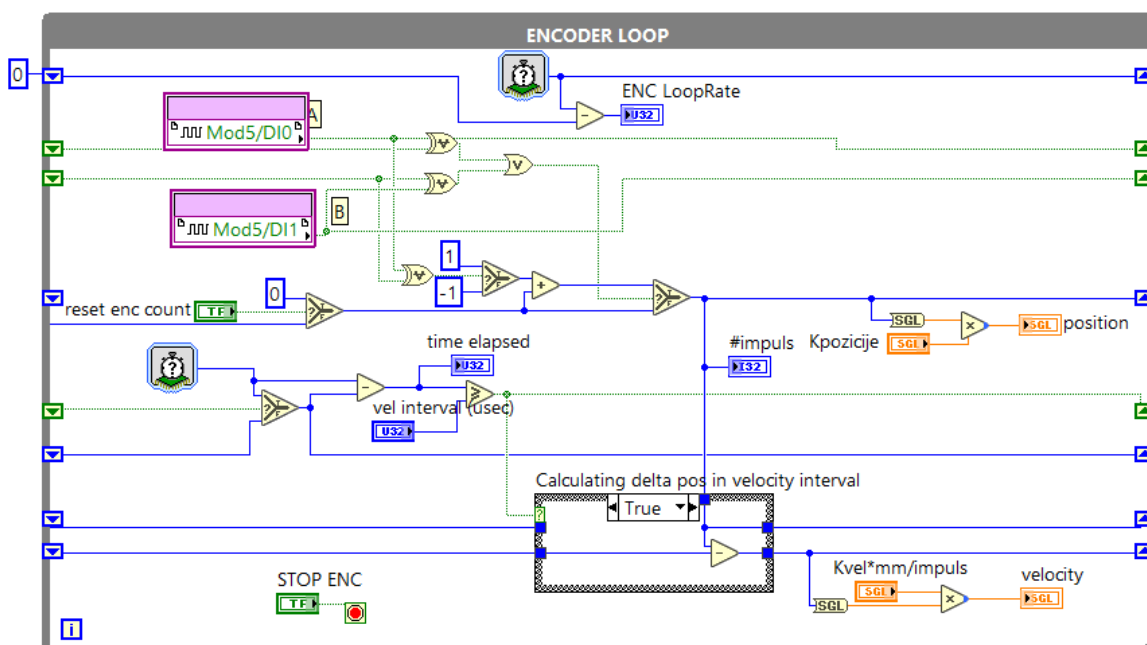 ENCODER LOOP
0
ENC LoopRate
U32
A
Mod5/DI0
B
Mod5/DI1
1
-1
0
reset enc count
TF
SGL
Kpozicije
SGL
SGL
position
time elapsed
U32
#impuls
I32
vel interval (usec)
U32
Calculating delta pos in velocity interval
True
STOP ENC
TF
Kvel*mm/impuls
SGL
SGL
velocity
SGL
i